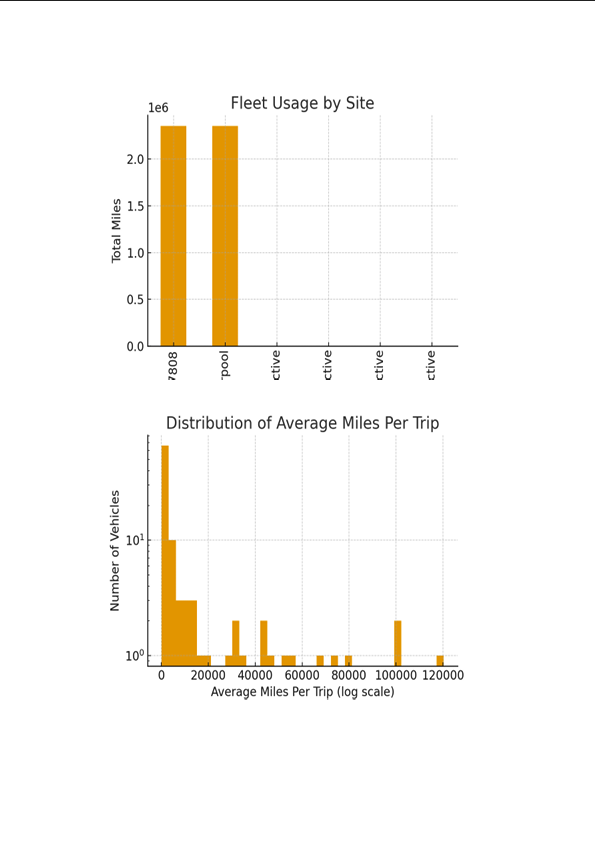 Fleet Usage by Site
1e6
Total Miles
2.0
1.5
1.0
0.5
0.0
7808
rpool
ctive
ctive
ctive
ctive
Distribution of Average Miles Per Trip
Number of Vehicles
10¹
10⁰
0 20000 40000 60000 80000 100000 120000
Average Miles Per Trip (log scale)